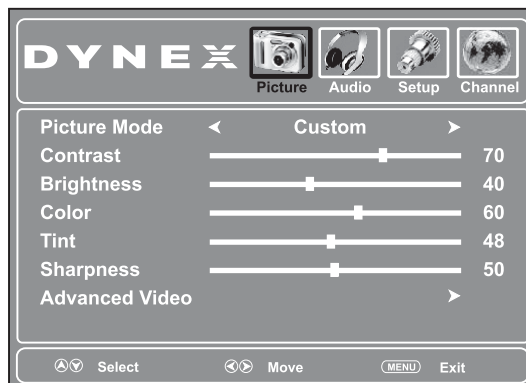 DYNEX
Picture Audio Setup Channel
Picture Mode Custom
Contrast 70
Brightness 40
Color 60
Tint 48
Sharpness 50
Advanced Video
Select Move MENU Exit